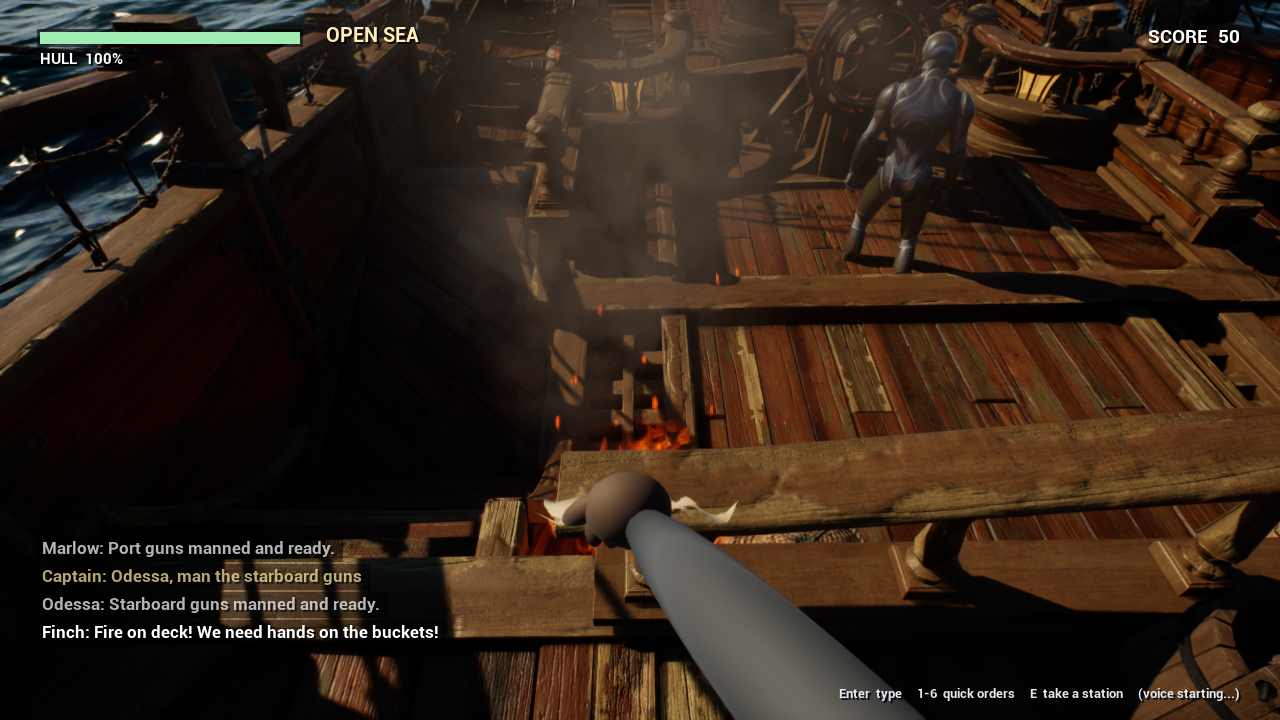 OPEN SEA
SCORE 50
HULL 100%
Marlow: Port guns manned and ready.
Captain: Odessa, man the starboard guns
Odessa: Starboard guns manned and ready.
Finch: Fire on deck! We need hands on the buckets!
Enter type 1-6 quick orders E take a station (voice starting...)